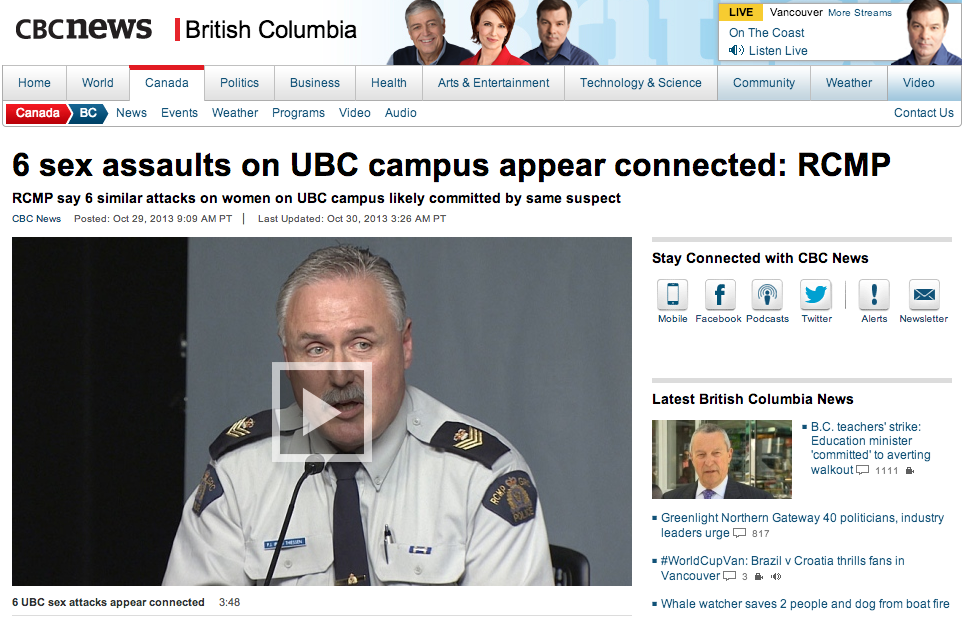 CBCnews British Columbia
LIVE Vancouver More Streams
On The Coast
Listen Live
Home World Canada Politics Business Health Arts & Entertainment Technology & Science Community Weather Video
Canada BC News Events Weather Programs Video Audio Contact Us
6 sex assaults on UBC campus appear connected: RCMP
RCMP say 6 similar attacks on women on UBC campus likely committed by same suspect
CBC News Posted: Oct 29, 2013 9:09 AM PT | Last Updated: Oct 30, 2013 3:26 AM PT
POLICE
6 UBC sex attacks appear connected 3:48
Stay Connected with CBC News
Mobile Facebook Podcasts Twitter Alerts Newsletter
Latest British Columbia News
B.C. teachers' strike:
Education minister
'committed' to averting
walkout 1111
Greenlight Northern Gateway 40 politicians, industry
leaders urge 817
#WorldCupVan: Brazil v Croatia thrills fans in
Vancouver 3
Whale watcher saves 2 people and dog from boat fire